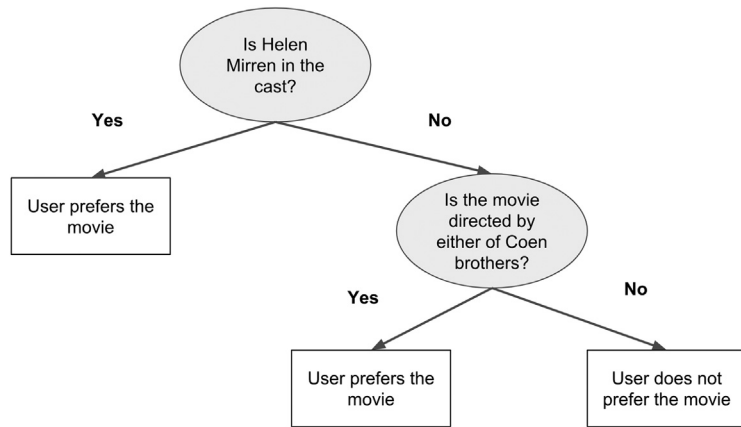 Is Helen
Mirren in the
cast?
Yes
No
User prefers the
movie
Is the movie
directed by
either of Coen
brothers?
Yes
No
User prefers the
movie
User does not
prefer the movie